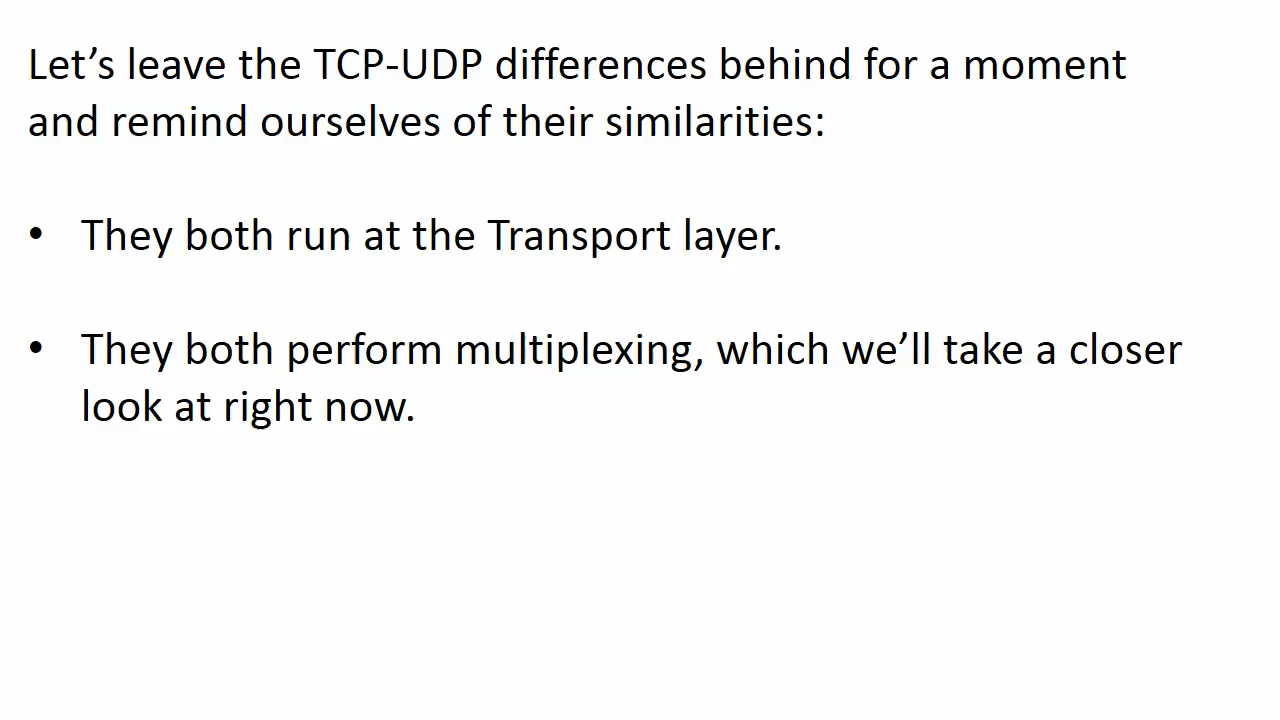 Let’s leave the TCP-UDP differences behind for a moment
and remind ourselves of their similarities:
• They both run at the Transport layer.
• They both perform multiplexing, which we’ll take a closer
look at right now.